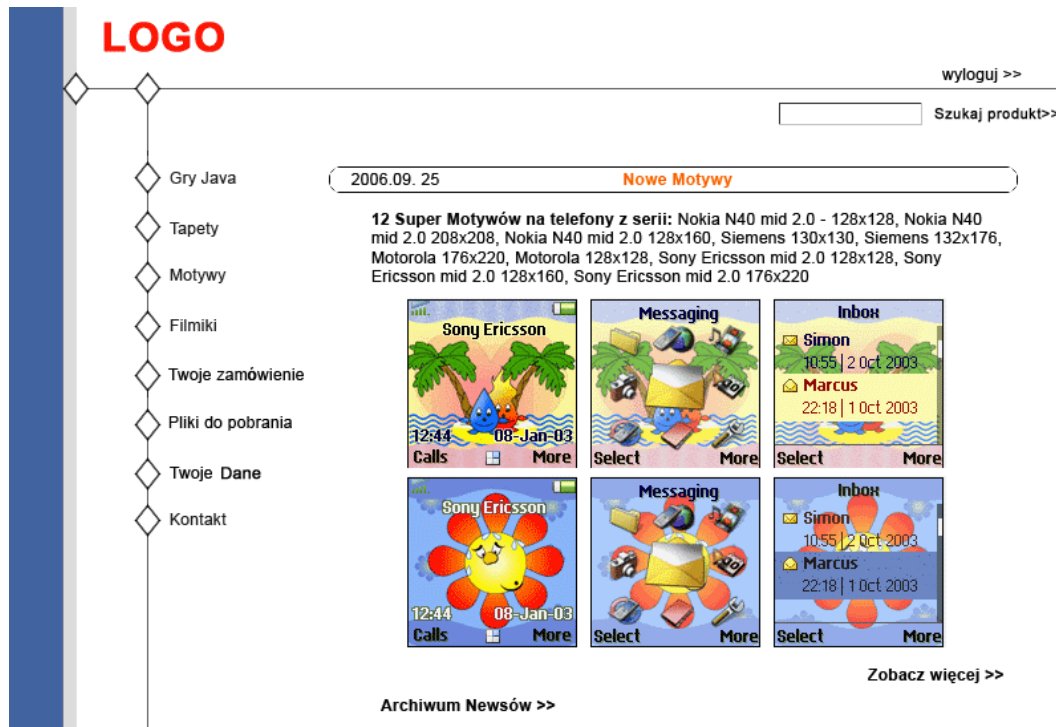 LOGO
wyloguj >>
Szukaj produkt>>
Gry Java
Tapety
Motywy
Filmiki
Twoje zamówienie
Pliki do pobrania
Twoje Dane
Kontakt
2006.09. 25 Nowe Motywy
12 Super Motywów na telefony z serii: Nokia N40 mid 2.0 - 128x128, Nokia N40
mid 2.0 208x208, Nokia N40 mid 2.0 128x160, Siemens 130x130, Siemens 132x176,
Motorola 176x220, Motorola 128x128, Sony Ericsson mid 2.0 128x128, Sony
Ericsson mid 2.0 128x160, Sony Ericsson mid 2.0 176x220
Sony Ericsson
12:44 08-Jan-03
Calls More
Messaging
Select More
Inbox
Simon
10:55 | 2 Oct 2003
Marcus
22:18 | 1 Oct 2003
Select More
Sony Ericsson
12:44 08-Jan-03
Calls More
Messaging
Select More
Inbox
Simon
10:55 | 2 Oct 2003
Marcus
22:18 | 1 Oct 2003
Select More
Zobacz więcej >>
Archiwum Newsów >>